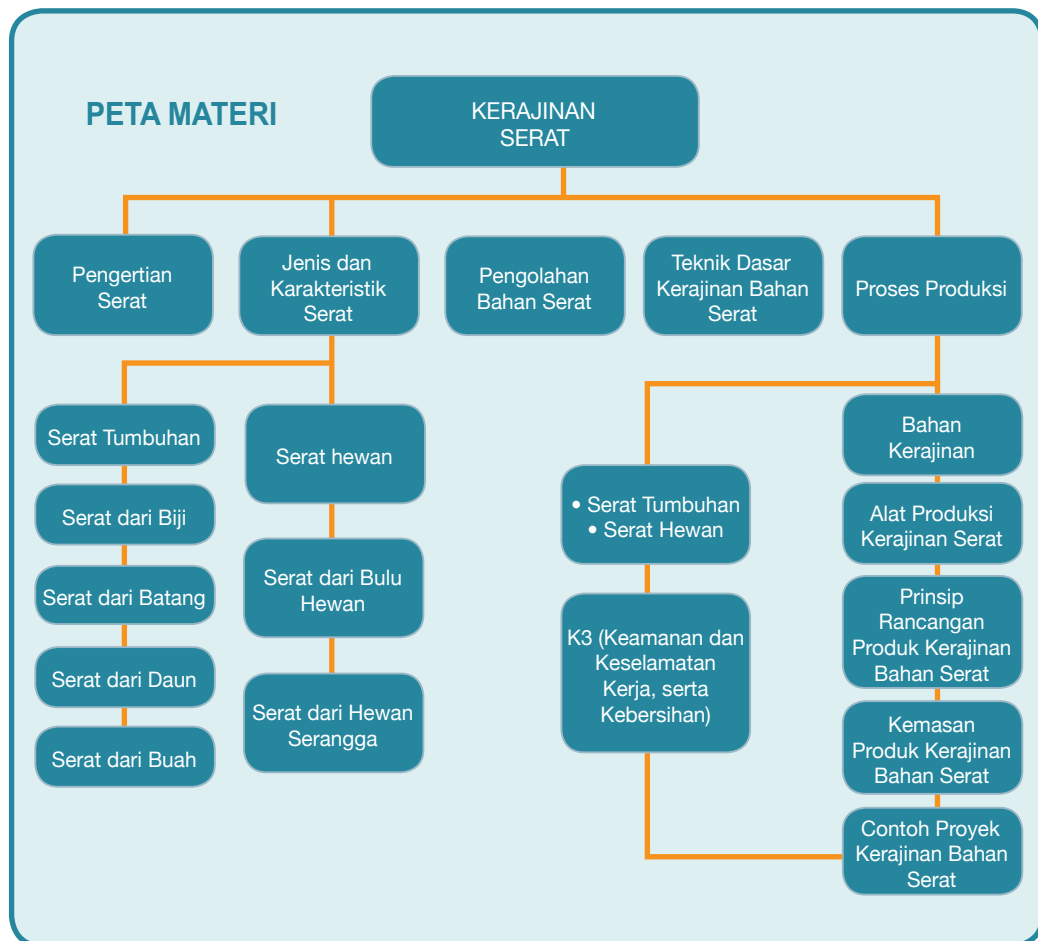 PETA MATERI
KERAJINAN
SERAT
Pengertian
Serat
Jenis dan
Karakteristik
Serat
Pengolahan
Bahan Serat
Teknik Dasar
Kerajinan Bahan
Serat
Proses Produksi
Serat Tumbuhan
Serat dari Biji
Serat dari Batang
Serat dari Daun
Serat dari Buah
Serat hewan
Serat dari Bulu
Hewan
Serat dari Hewan
Serangga
• Serat Tumbuhan
• Serat Hewan
K3 (Keamanan dan
Keselamatan
Kerja, serta
Kebersihan)
Bahan
Kerajinan
Alat Produksi
Kerajinan Serat
Prinsip
Rancangan
Produk Kerajinan
Bahan Serat
Kemasan
Produk Kerajinan
Bahan Serat
Contoh Proyek
Kerajinan Bahan
Serat